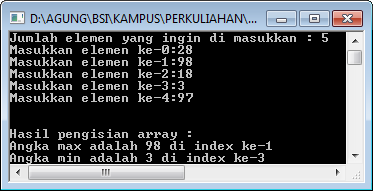 D:\AGUNG\BSI\KAMPUS\PERKULIAHAN\...
Jumlah elemen yang ingin di masukkan : 5
Masukkan elemen ke-0:28
Masukkan elemen ke-1:98
Masukkan elemen ke-2:18
Masukkan elemen ke-3:3
Masukkan elemen ke-4:97
Hasil pengisian array :
Angka max adalah 98 di index ke-1
Angka min adalah 3 di index ke-3